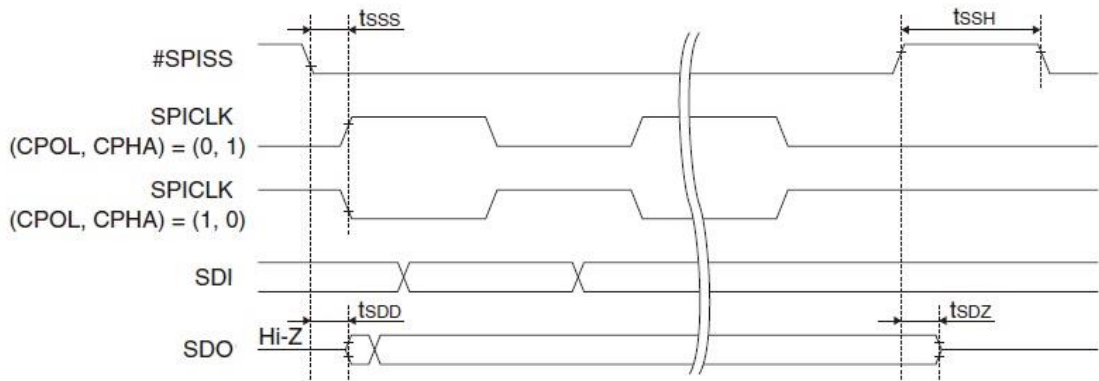 tSSS
tSSH
#SPISS
SPICLK
(CPOL, CPHA) = (0, 1)
SPICLK
(CPOL, CPHA) = (1, 0)
SDI
tSDD
tSDZ
Hi-Z
SDO